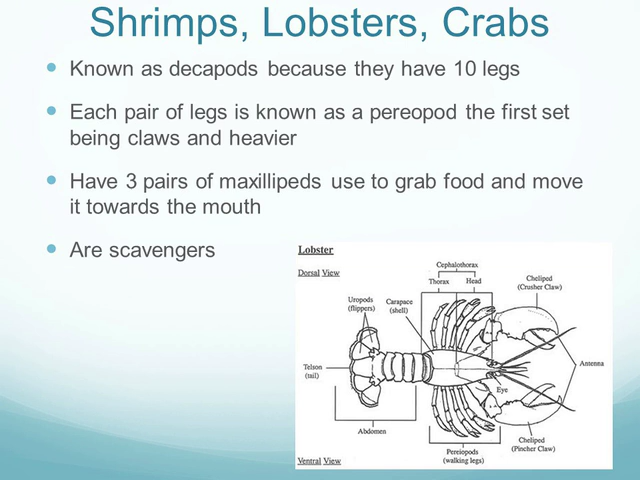 Shrimps, Lobsters, Crabs
Known as decapods because they have 10 legs
Each pair of legs is known as a pereopod the first set
being claws and heavier
Have 3 pairs of maxillipeds use to grab food and move
it towards the mouth
Are scavengers
Lobster
Dorsal View
Cephalothorax
Thorax Head
Cheliped
(Crusher Claw)
Uropods
(flippers)
Carapace
(shell)
Telson
(tail)
Antenna
Eye
Abdomen
Cheliped
(Pincher Claw)
Pereiopods
(walking legs)
Ventral View